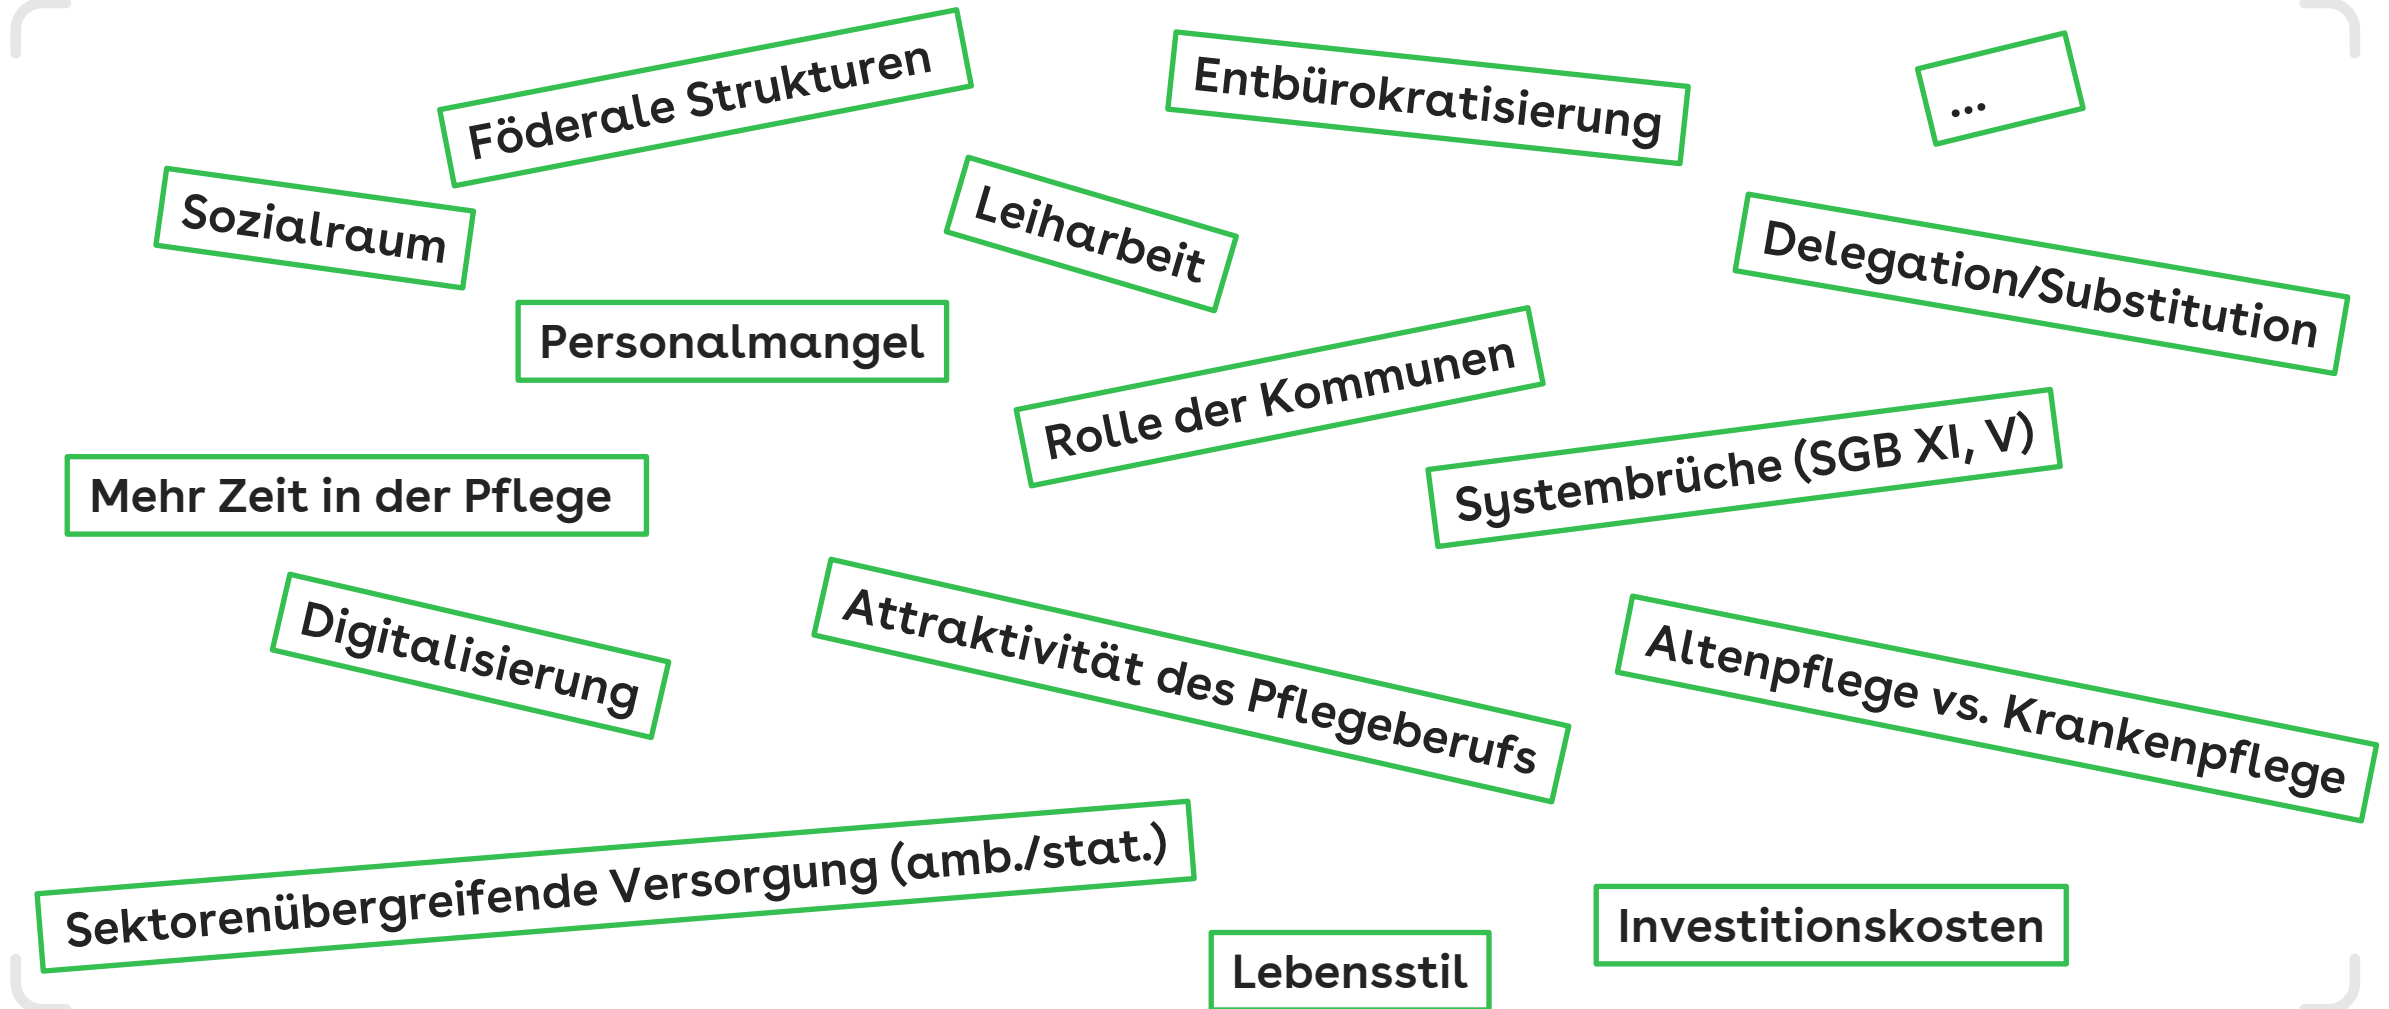 Föderale Strukturen
Entbürokratisierung
...
Sozialraum
Leiharbeit
Delegation/Substitution
Personalmangel
Rolle der Kommunen
Systembrüche (SGB XI, V)
Mehr Zeit in der Pflege
Digitalisierung
Attraktivität des Pflegeberufs
Altenpflege vs. Krankenpflege
Sektorenübergreifende Versorgung (amb./stat.)
Investitionskosten
Lebensstil